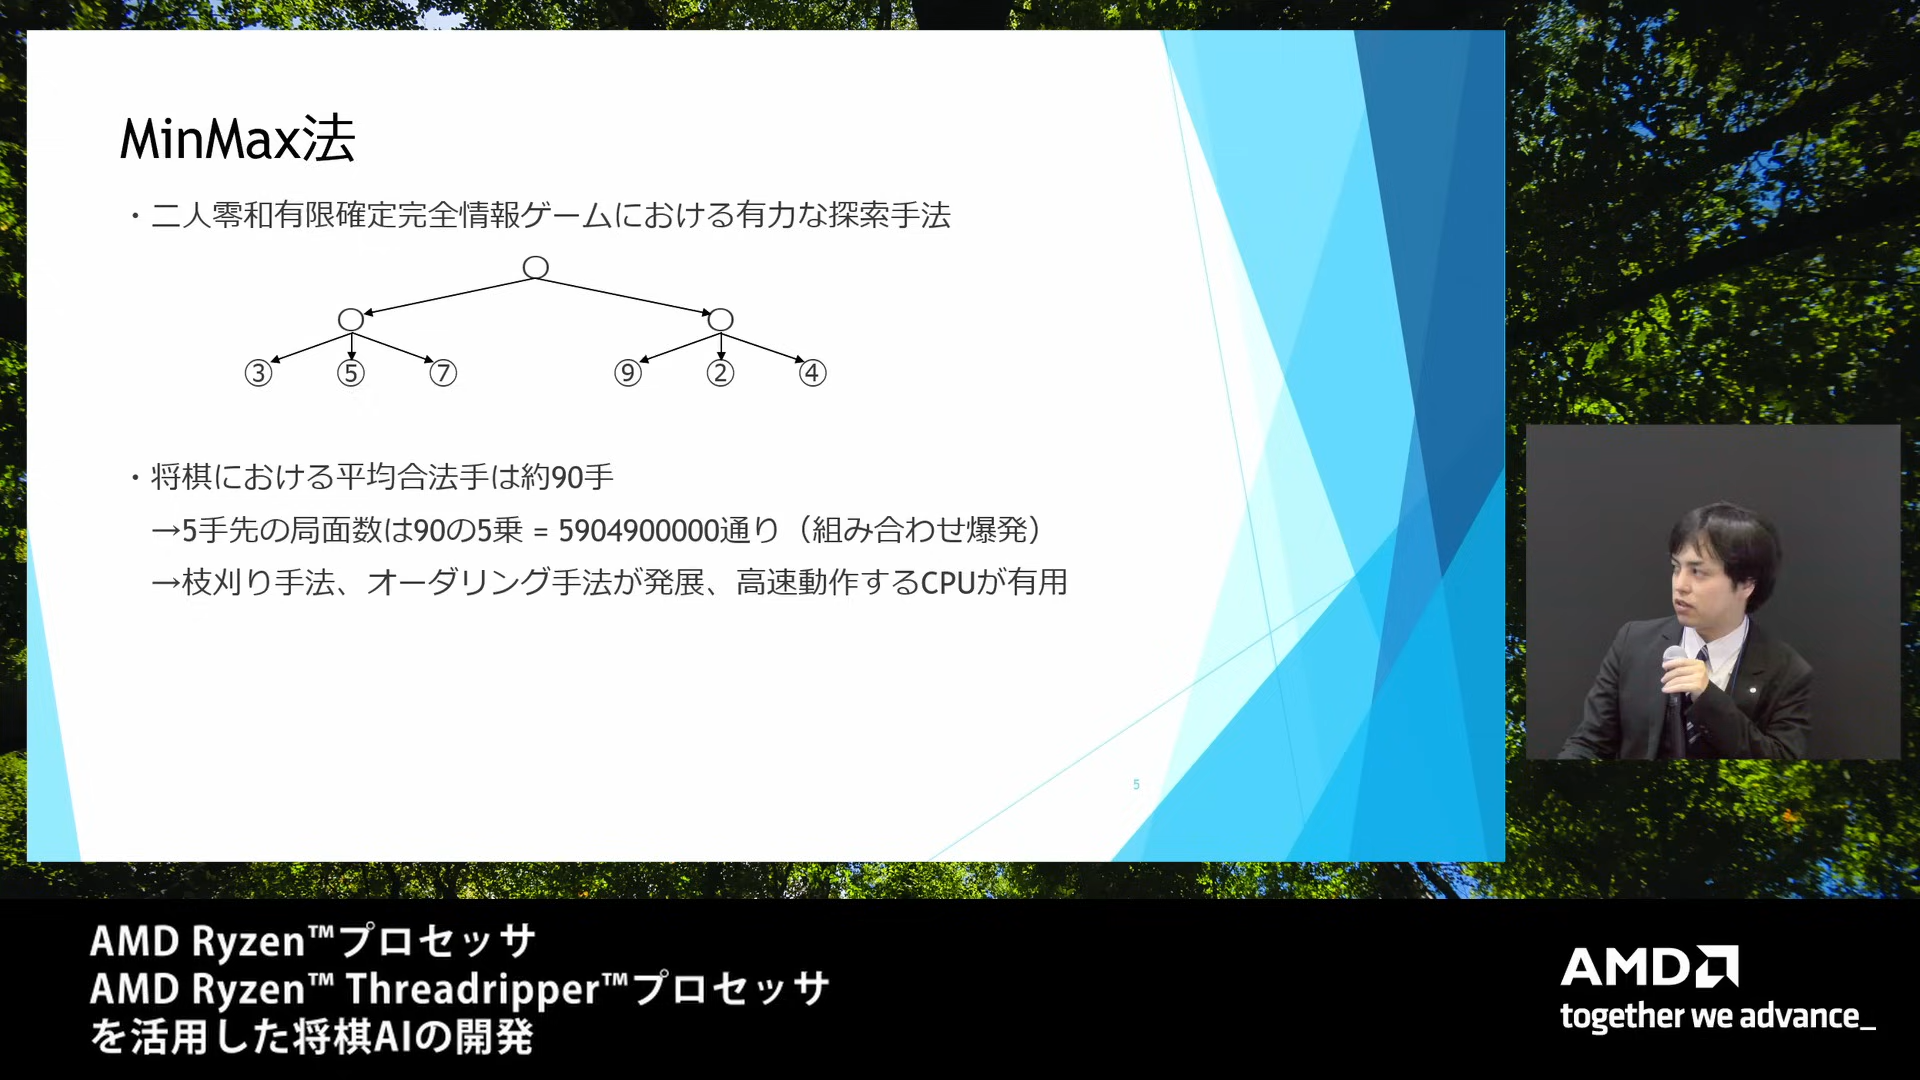 MinMax法
・二人零和有限確定完全情報ゲームにおける有力な探索手法
③ ⑤ ⑦ ⑨ ② ④
・将棋における平均合法手は約90手
→5手先の局面数は90の5乗 = 5904900000通り（組み合わせ爆発）
→枝刈り手法、オーダリング手法が発展、高速動作するCPUが有用
5
AMD Ryzen™プロセッサ
AMD Ryzen™ Threadripper™プロセッサ
を活用した将棋AIの開発
AMD
together we advance_